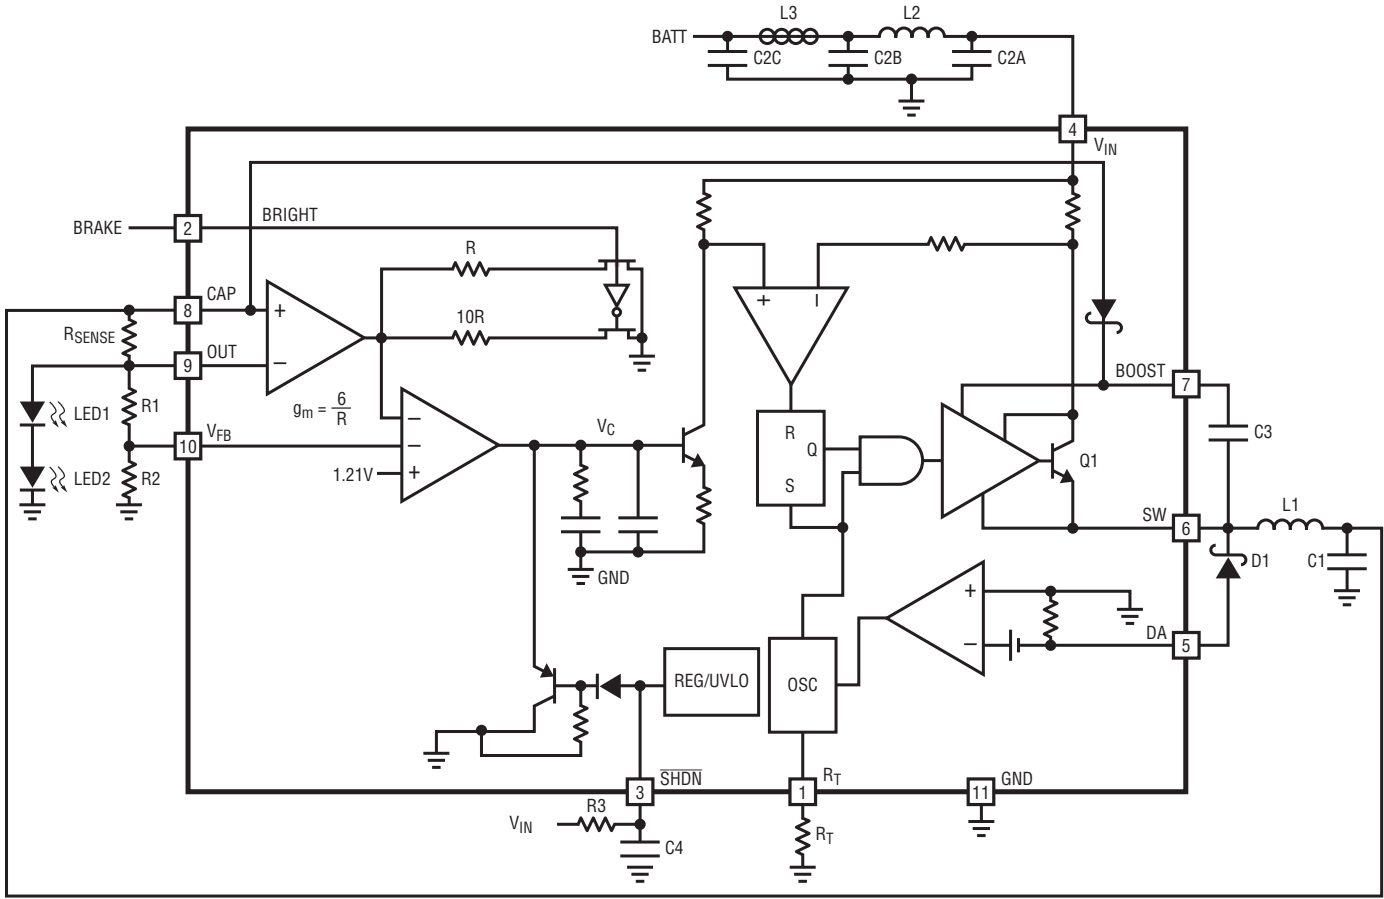 L3
L2
BATT
C2C
C2B
C2A
4
VIN
BRIGHT
BRAKE
2
R
CAP
8
+
10R
+
–
RSENSE
OUT
9
–
BOOST
7
LED1
R1
gm = 6/R
–
VFB
10
–
VC
R
Q
S
C3
Q1
LED2
R2
1.21V
+
SW
6
L1
D1
C1
GND
+
–
DA
5
REG/UVLO
OSC
SHDN
3
RT
1
GND
11
R3
VIN
C4
RT